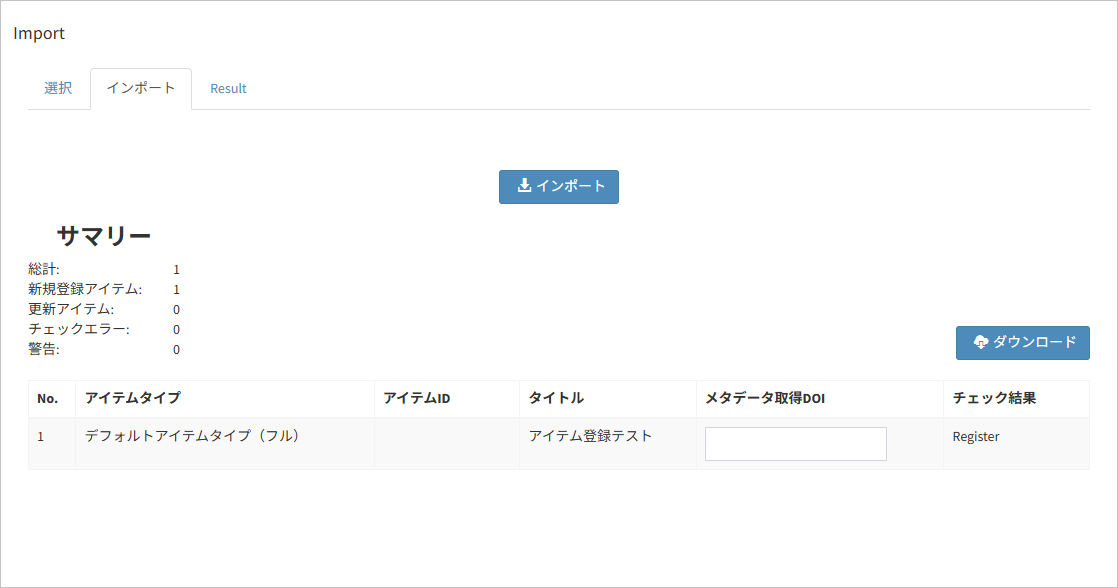 Import
選択 インポート Result
インポート
サマリー
総計: 1
新規登録アイテム: 1
更新アイテム: 0
チェックエラー: 0
警告: 0
ダウンロード
No. アイテムタイプ アイテムID タイトル メタデータ取得DOI チェック結果
1 デフォルトアイテムタイプ（フル） アイテム登録テスト Register